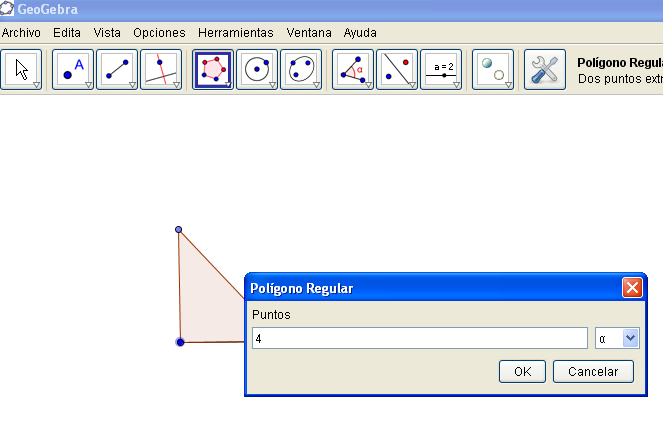 GeoGebra
Archivo Edita Vista Opciones Herramientas Ventana Ayuda
A
α
a = 2
Polígono Regula
Dos puntos extr
Polígono Regular
Puntos
4
α
OK Cancelar